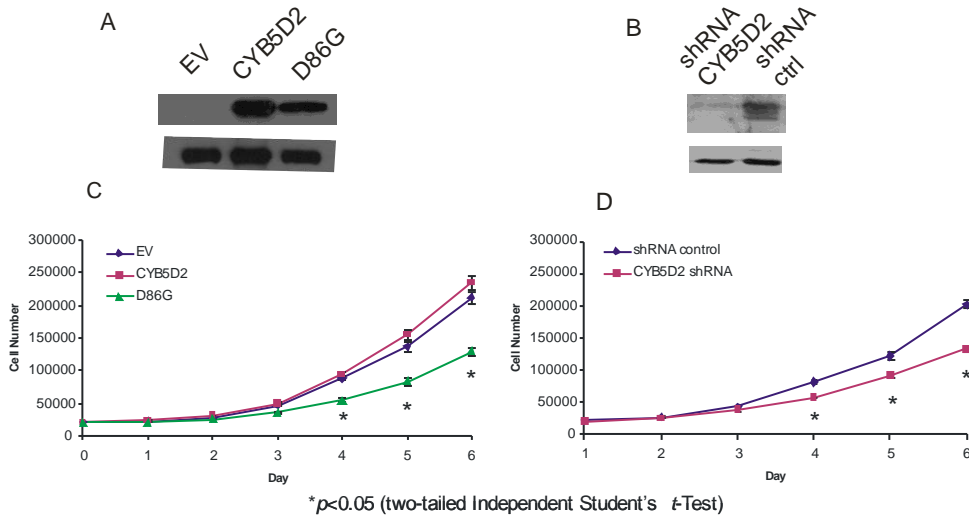 A
EV
CYB5D2
D86G
B
shRNA
CYB5D2
shRNA
ctrl
C
300000
250000
200000
150000
100000
50000
0
Cell Number
EV
CYB5D2
D86G
*
*
*
0 1 2 3 4 5 6
Day
D
300000
250000
200000
150000
100000
50000
0
Cell Number
shRNA control
CYB5D2 shRNA
*
*
*
1 2 3 4 5 6
Day
*p<0.05 (two-tailed Independent Student's t-Test)